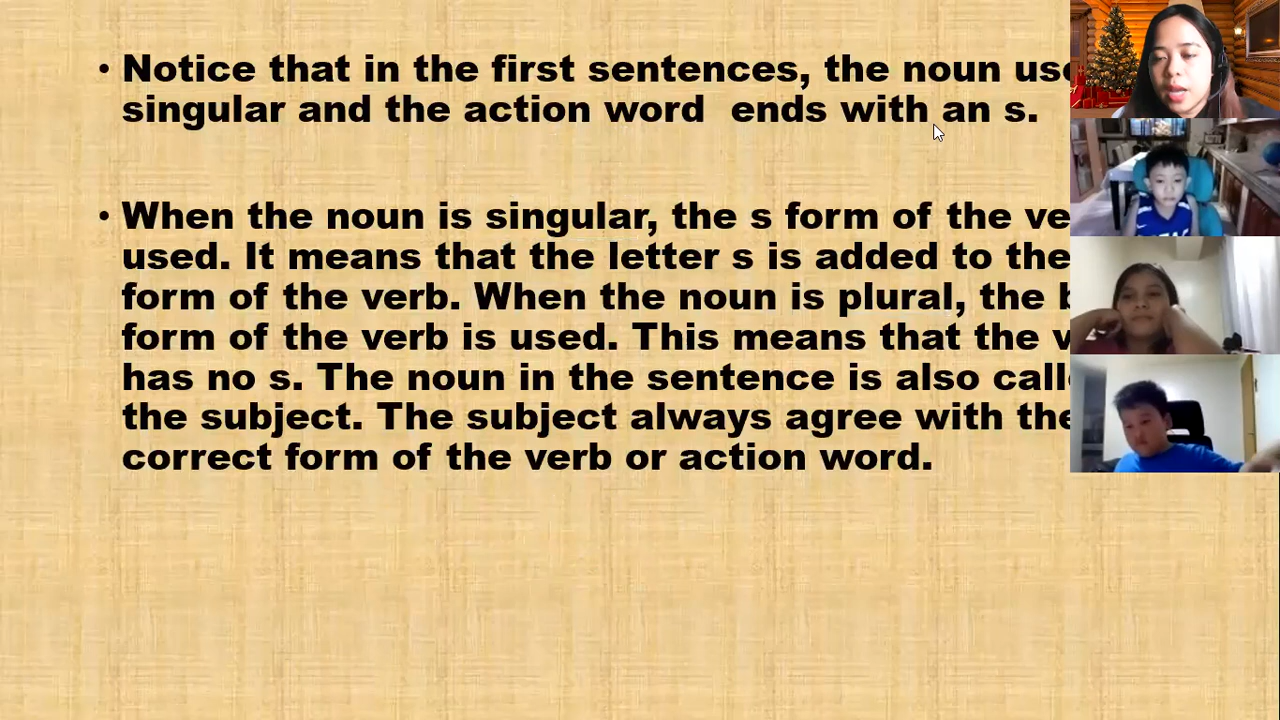 • Notice that in the first sentences, the noun
singular and the action word ends with an s.
• When the noun is singular, the s form of the
used. It means that the letter s is added to the
form of the verb. When the noun is plural, the
form of the verb is used. This means that the
has no s. The noun in the sentence is also
the subject. The subject always agree with the
correct form of the verb or action word.